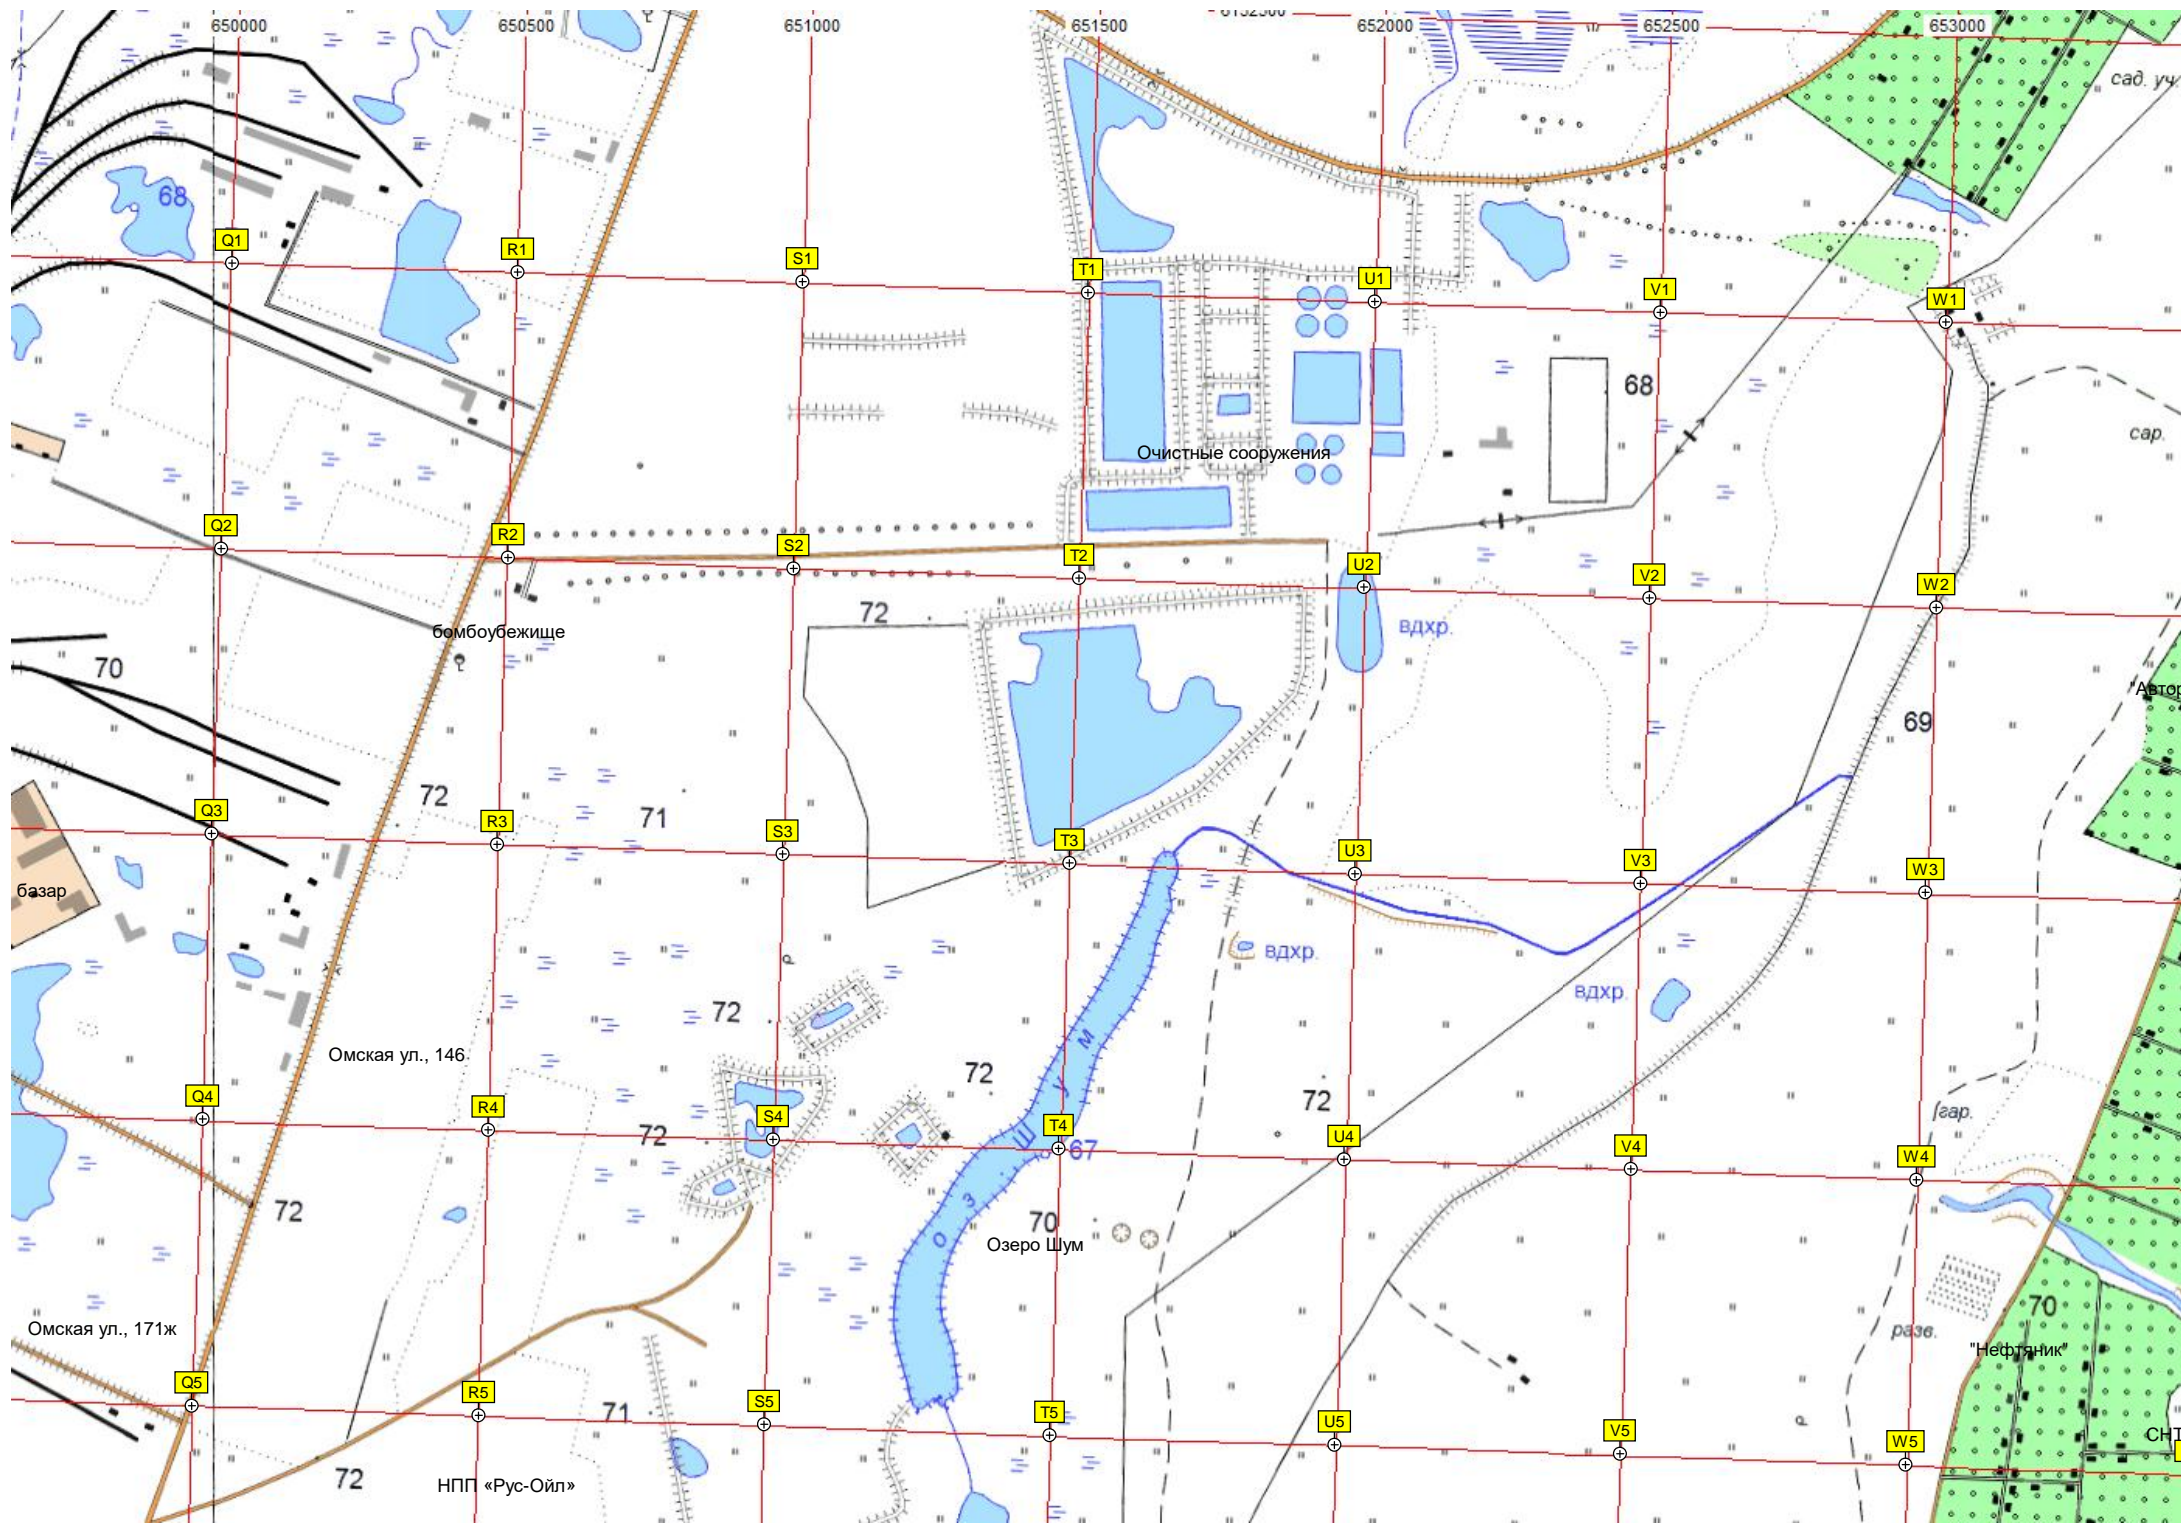 6132500
650000 650500 651000 651500 652000 652500 653000
сад. уч.
68
Q1 R1 S1 T1 U1 V1 W1
68
сар.
Очистные сооружения
Q2 R2 S2 T2 U2 V2 W2
72
вдхр.
бомбоубежище
70
"Автор
69
72
71
Q3 R3 S3 T3 U3 V3 W3
базар
вдхр.
вдхр.
72
Омская ул., 146
72
72
гар.
Q4 R4 S4 T4 U4 V4 W4
72
67
оз. Шум
72
70
Озеро Шум
70
Омская ул., 171ж
разв.
"Нефтяник"
Q5 R5 S5 T5 U5 V5 W5
71
СНТ
72
НПП «Рус-Ойл»